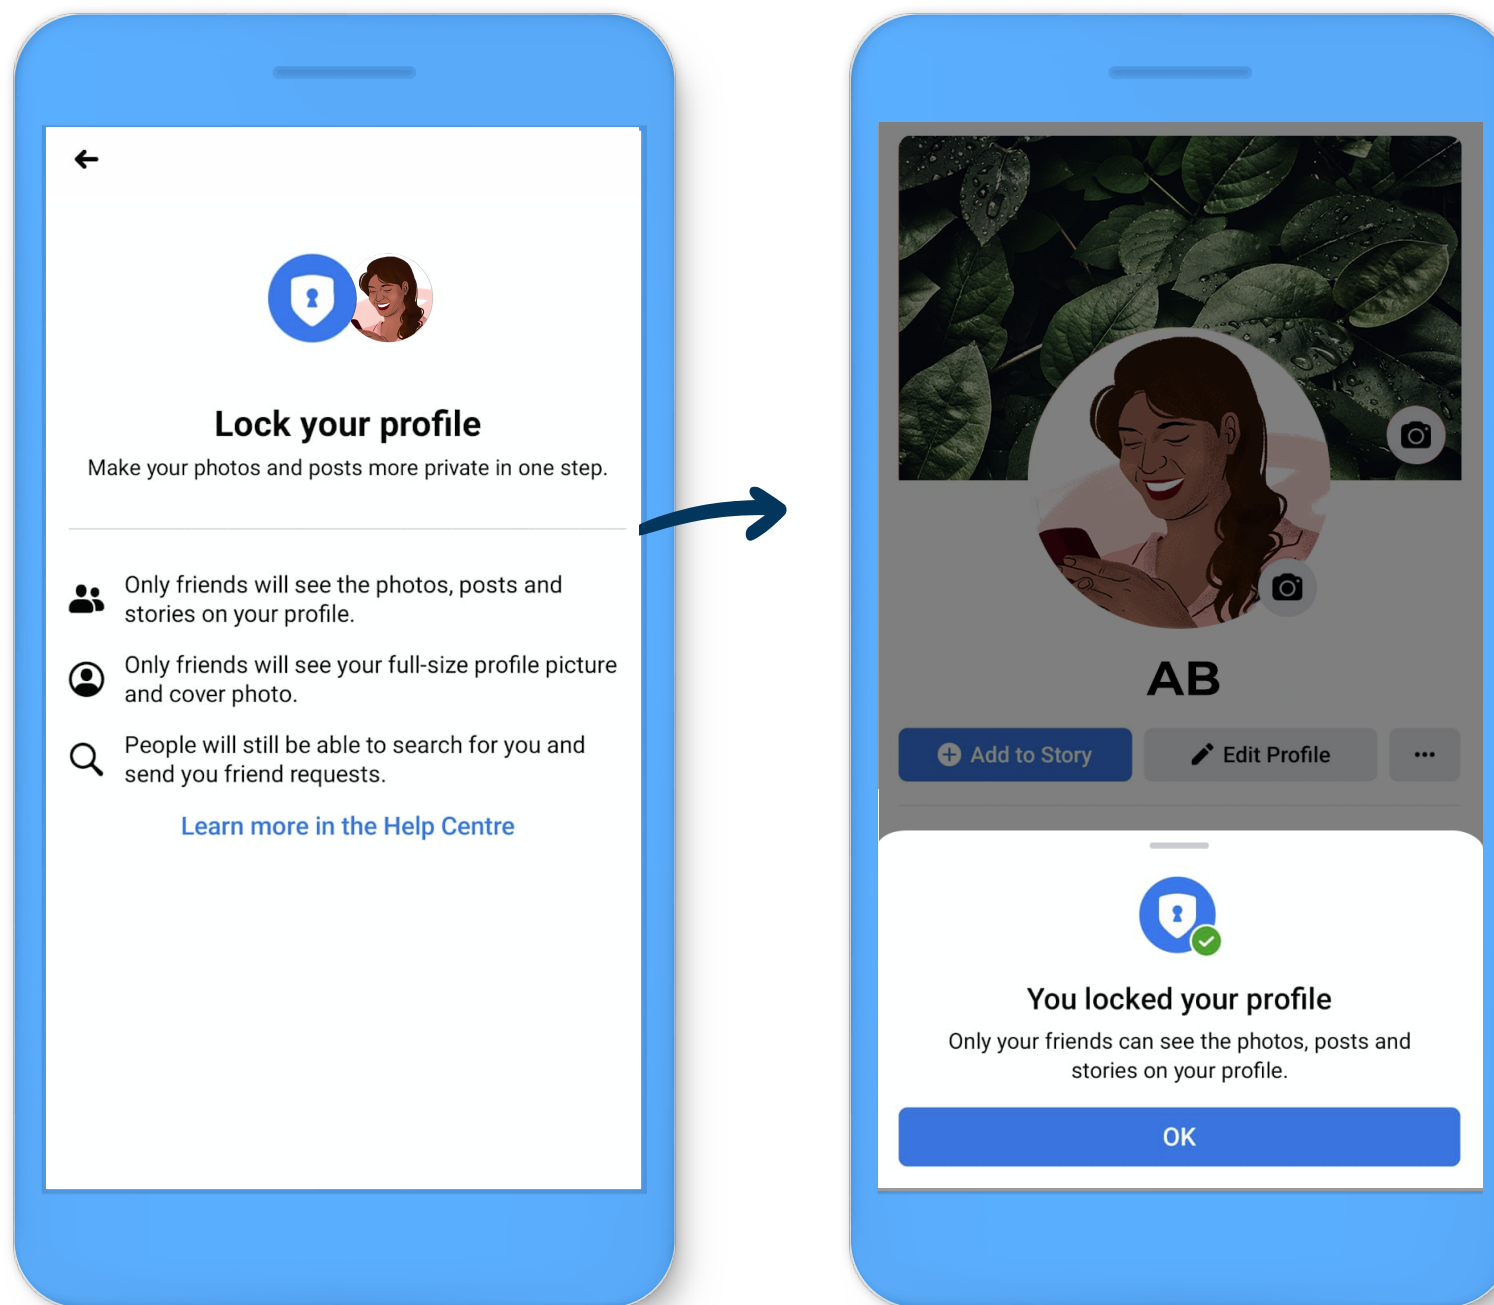 Lock your profile
Make your photos and posts more private in one step.
Only friends will see the photos, posts and
stories on your profile.
Only friends will see your full-size profile picture
and cover photo.
People will still be able to search for you and
send you friend requests.
Learn more in the Help Centre
AB
Add to Story
Edit Profile
You locked your profile
Only your friends can see the photos, posts and
stories on your profile.
OK